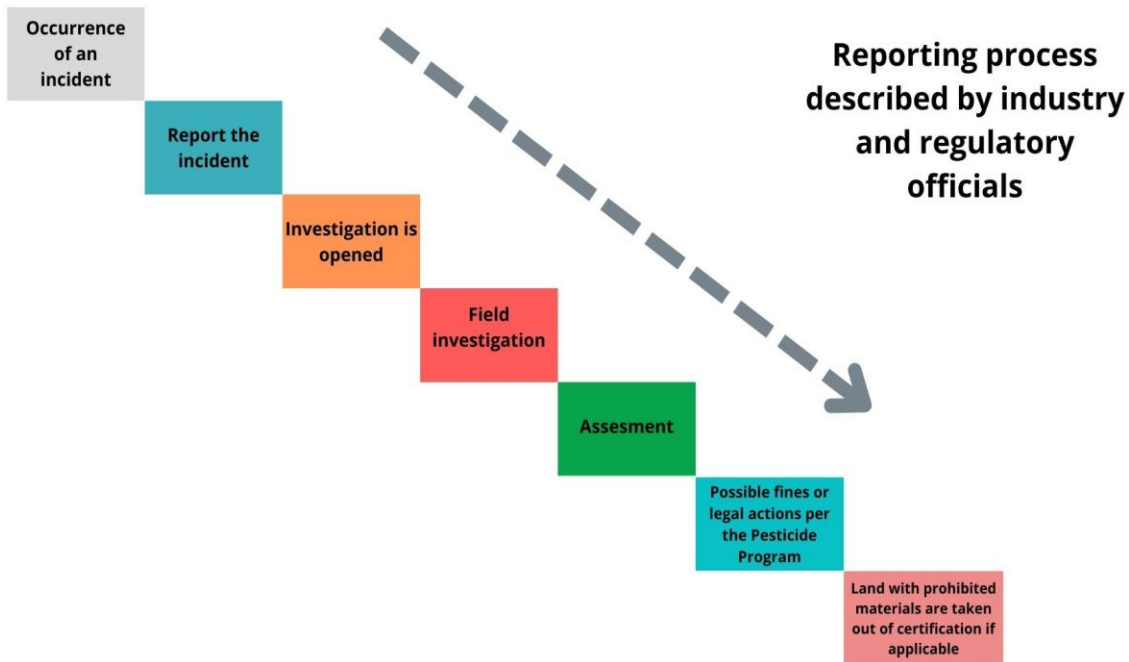 Occurrence
of an
incident
Reporting process
described by industry
and regulatory
officials
Report the
incident
Investigation is
opened
Field
investigation
Assesment
Possible fines or
legal actions per
the Pesticide
Program
Land with prohibited
materials are taken
out of certification if
applicable